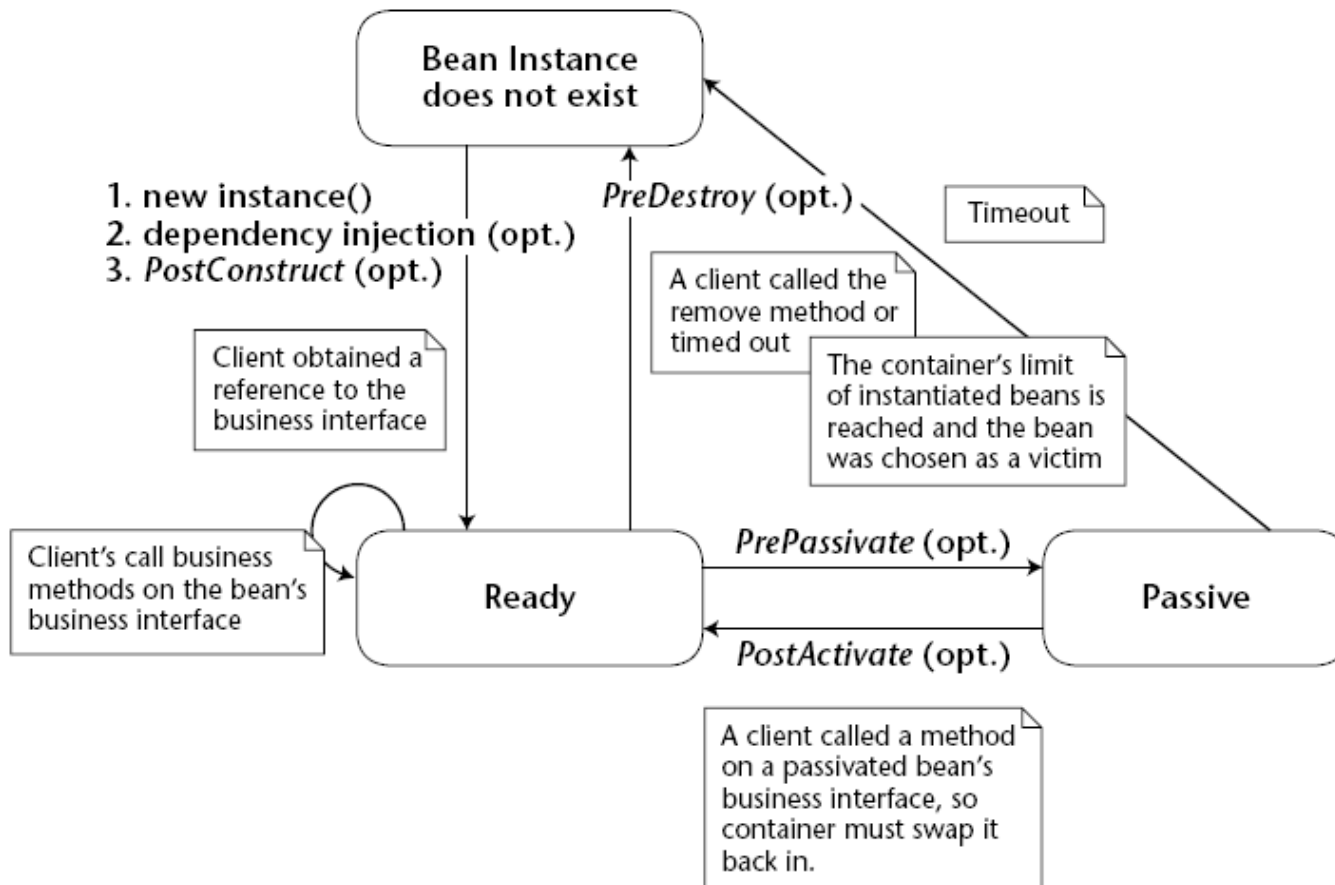 Bean Instance
does not exist
1. new instance()
2. dependency injection (opt.)
3. PostConstruct (opt.)
PreDestroy (opt.)
Timeout
A client called the
remove method or
timed out
The container's limit
of instantiated beans is
reached and the bean
was chosen as a victim
Client obtained a
reference to the
business interface
Client's call business
methods on the bean's
business interface
Ready
PrePassivate (opt.)
PostActivate (opt.)
Passive
A client called a method
on a passivated bean's
business interface, so
container must swap it
back in.